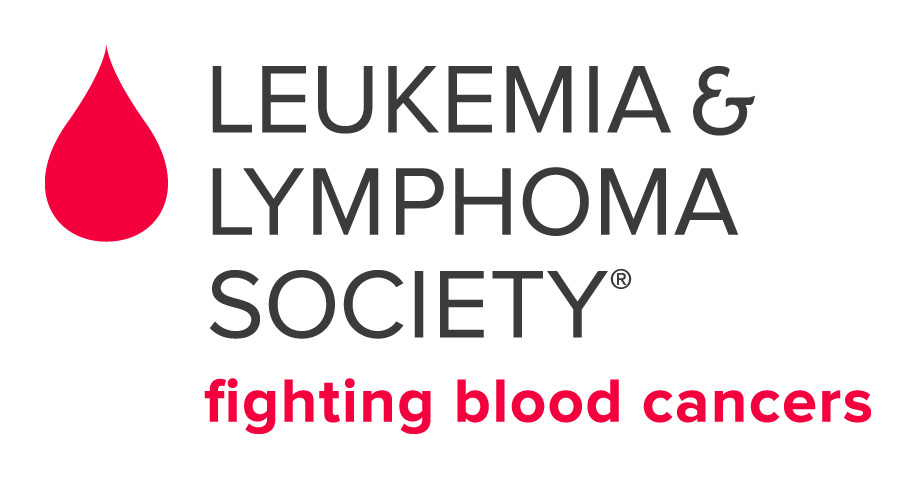 LEUKEMIA &
LYMPHOMA
SOCIETY®
fighting blood cancers